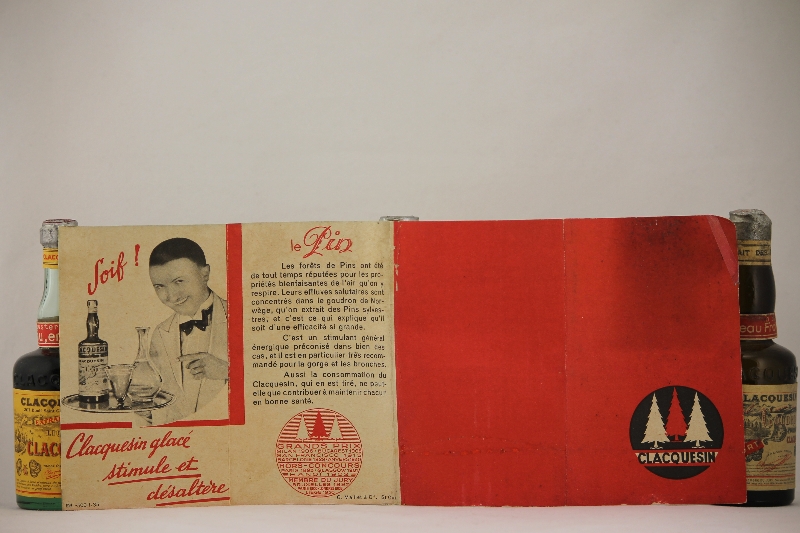 Soif !
Clacquesin glacé
stimule et
désaltère
le Pin
Les forêts de Pins ont été
de tout temps réputées pour les pro-
priétés bienfaisantes de l'air qu'on y
respire. Leurs effluves salutaires sont
concentrés dans le goudron de Nor-
wège, qu'on extrait des Pins sylves-
tres, et c'est ce qui explique qu'il
soit d'une efficacité si grande.
C'est un stimulant général
énergique préconisé dans bien des
cas, et il est en particulier très recom-
mandé pour la gorge et les bronches.
Aussi la consommation du
Clacquesin, qui en est tiré, ne peut-
elle que contribuer à maintenir chacun
en bonne santé.
GRANDS PRIX
HORS-CONCOURS
MEMBRE DU JURY
CLACQUESIN
CLACQUESIN